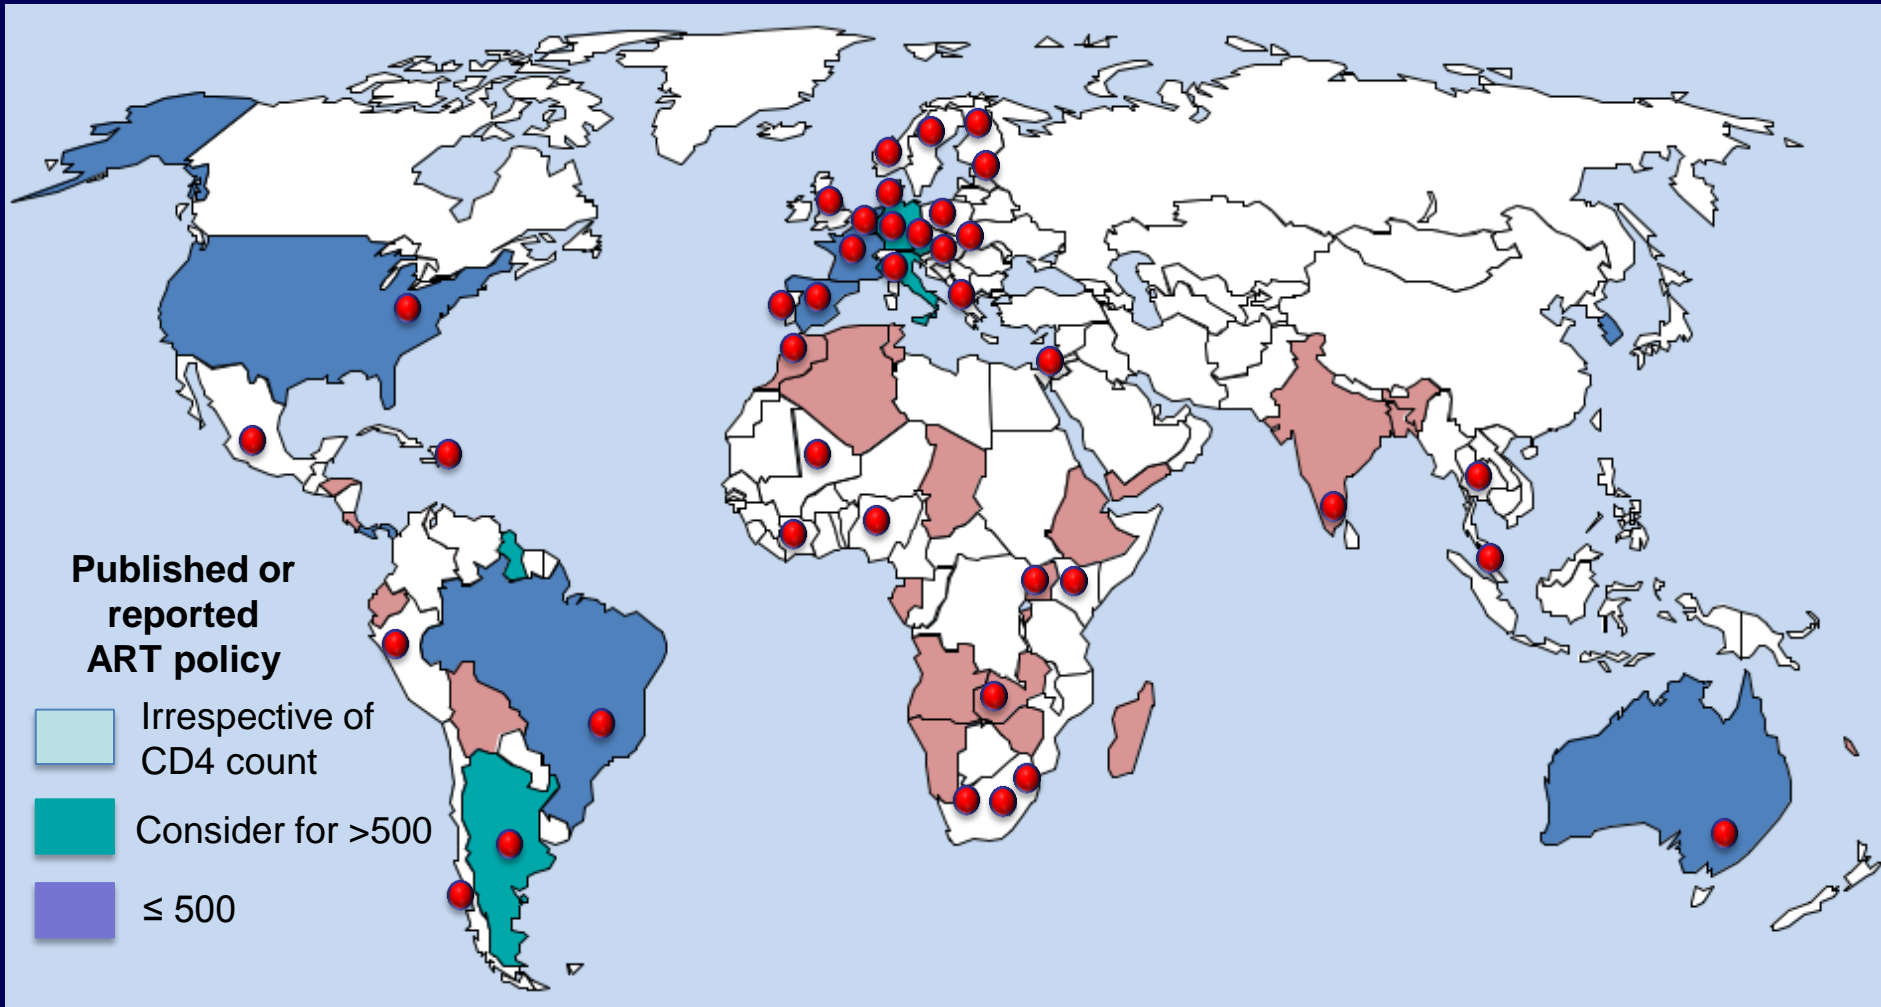 Published or
reported
ART policy
Irrespective of
CD4 count
Consider for >500
≤ 500